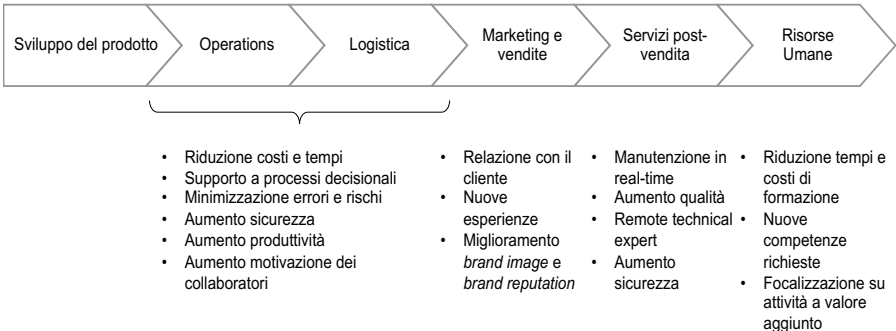 Sviluppo del prodotto
Operations
Logistica
Marketing e
vendite
Servizi post-
vendita
Risorse
Umane
• Riduzione costi e tempi
• Supporto a processi decisionali
• Minimizzazione errori e rischi
• Aumento sicurezza
• Aumento produttività
• Aumento motivazione dei
collaboratori
• Relazione con il
cliente
• Nuove
esperienze
• Miglioramento
brand image e
brand reputation
• Manutenzione in
real-time
• Aumento qualità
• Remote technical
expert
• Aumento
sicurezza
• Riduzione tempi e
costi di
formazione
• Nuove
competenze
richieste
• Focalizzazione su
attività a valore
aggiunto